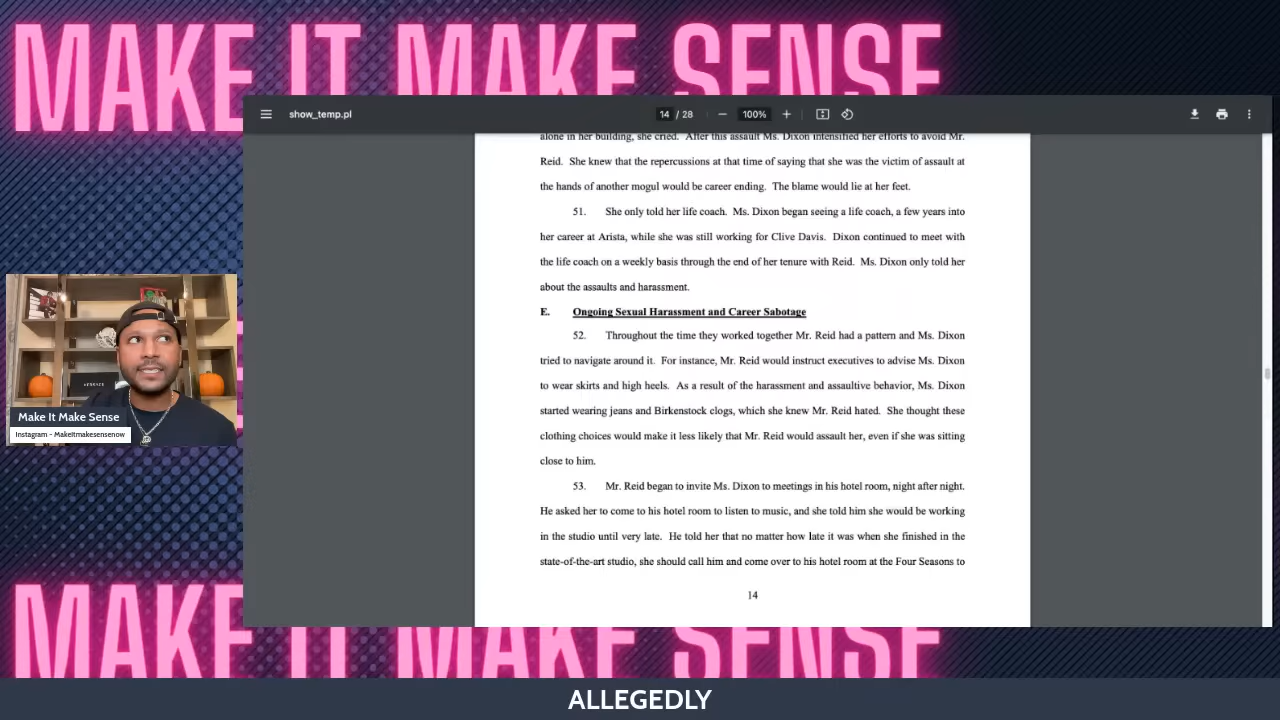 MAKE IT MAKE SENSE
show_temp.pl
14 / 28
100%
alone in her building, she cried. After this assault Ms. Dixon intensified her efforts to avoid Mr.
Reid. She knew that the repercussions at that time of saying that she was the victim of assault at
the hands of another mogul would be career ending. The blame would lie at her feet.
51. She only told her life coach. Ms. Dixon began seeing a life coach, a few years into
her career at Arista, while she was still working for Clive Davis. Dixon continued to meet with
the life coach on a weekly basis through the end of her tenure with Reid. Ms. Dixon only told her
about the assaults and harassment.
E. Ongoing Sexual Harassment and Career Sabotage
52. Throughout the time they worked together Mr. Reid had a pattern and Ms. Dixon
tried to navigate around it. For instance, Mr. Reid would instruct executives to advise Ms. Dixon
to wear skirts and high heels. As a result of the harassment and assaultive behavior, Ms. Dixon
started wearing jeans and Birkenstock clogs, which she knew Mr. Reid hated. She thought these
clothing choices would make it less likely that Mr. Reid would assault her, even if she was sitting
close to him.
53. Mr. Reid began to invite Ms. Dixon to meetings in his hotel room, night after night.
He asked her to come to his hotel room to listen to music, and she told him she would be working
in the studio until very late. He told her that no matter how late it was when she finished in the
state-of-the-art studio, she should call him and come over to his hotel room at the Four Seasons to
14
Make It Make Sense
Instagram - MakeItmakesensenow
MAKE IT MAKE SENSE
ALLEGEDLY